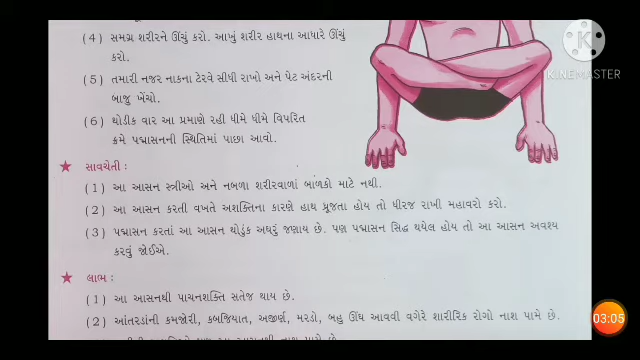 (4) સમગ્ર શરીરને ઊંચું કરો. આખું શરીર હાથના આધારે ઊંચું
કરો.
(5) તમારી નજર નાકના ટેરવે સીધી રાખો અને પેટ અંદરની
બાજુ ખેંચો.
(6) થોડીક વાર આ પ્રમાણે રહી ધીમે ધીમે વિપરિત
ક્રમે પદ્માસનની સ્થિતિમાં પાછા આવો.
★ સાવચેતી :
(1) આ આસન સ્ત્રીઓ અને નબળા શરીરવાળાં બાળકો માટે નથી.
(2) આ આસન કરતી વખતે અશક્તિના કારણે હાથ ધ્રૂજતા હોય તો ધીરજ રાખી મહાવરો કરો.
(3) પદ્માસન કરતાં આ આસન થોડુંક અઘરું જણાય છે. પણ પદ્માસન સિદ્ધ થયેલ હોય તો આ આસન અવશ્ય
કરવું જોઈએ.
★ લાભ :
(1) આ આસનથી પાચનશક્તિ સતેજ થાય છે.
(2) આંતરડાંની કમજોરી, કબજિયાત, અજીર્ણ, મરડો, બહુ ઊંઘ આવવી વગેરે શારીરિક રોગો નાશ પામે છે.
KINEMASTER
03:05